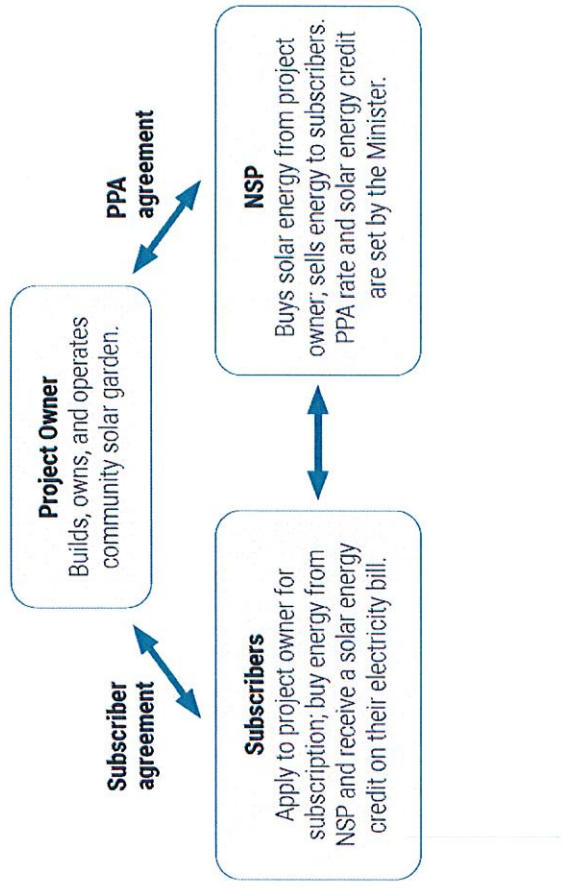 Project Owner
Builds, owns, and operates
community solar garden.
Subscriber
agreement
PPA
agreement
Subscribers
Apply to project owner for
subscription; buy energy from
NSP and receive a solar energy
credit on their electricity bill.
NSP
Buys solar energy from project
owner; sells energy to subscribers.
PPA rate and solar energy credit
are set by the Minister.